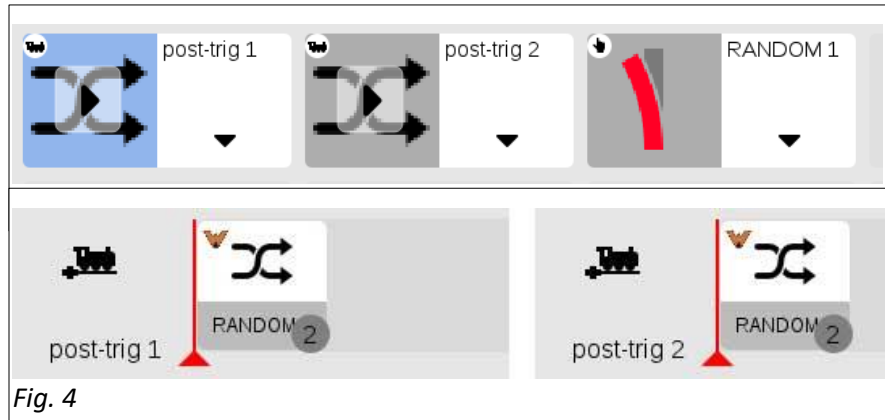 post-trig 1
post-trig 2
RANDOM 1
RANDOM 2
post-trig 1
RANDOM 2
post-trig 2
Fig. 4